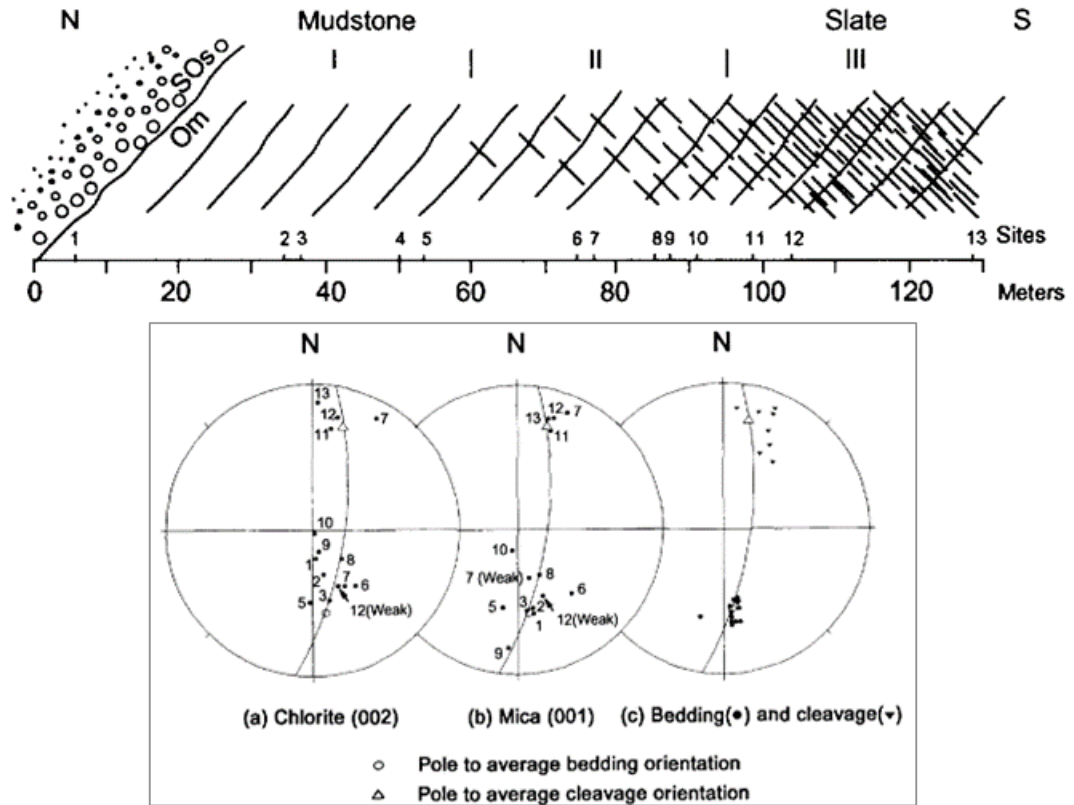 N Mudstone Slate S
I | II | III
SOs
Om
1 2 3 4 5 6 7 8 9 10 11 12 13 Sites
0 20 40 60 80 100 120 Meters
N N N
13
12 7
11
10
9
1 8
2 7 6
5 3
12(Weak)
12 7
13
11
10
7 (Weak) 8
6
5 3 2
12(Weak)
1
9
(a) Chlorite (002) (b) Mica (001) (c) Bedding(●) and cleavage(▼)
○ Pole to average bedding orientation
△ Pole to average cleavage orientation